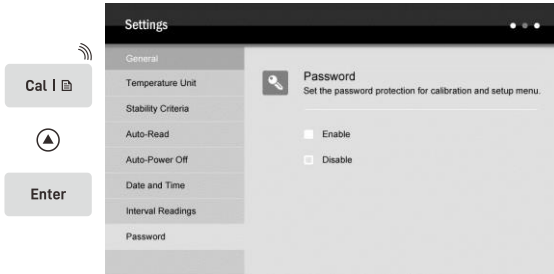 Settings
Cal
Enter
General
Temperature Unit
Stability Criteria
Auto-Read
Auto-Power Off
Date and Time
Interval Readings
Password
Password
Set the password protection for calibration and setup menu.
Enable
Disable